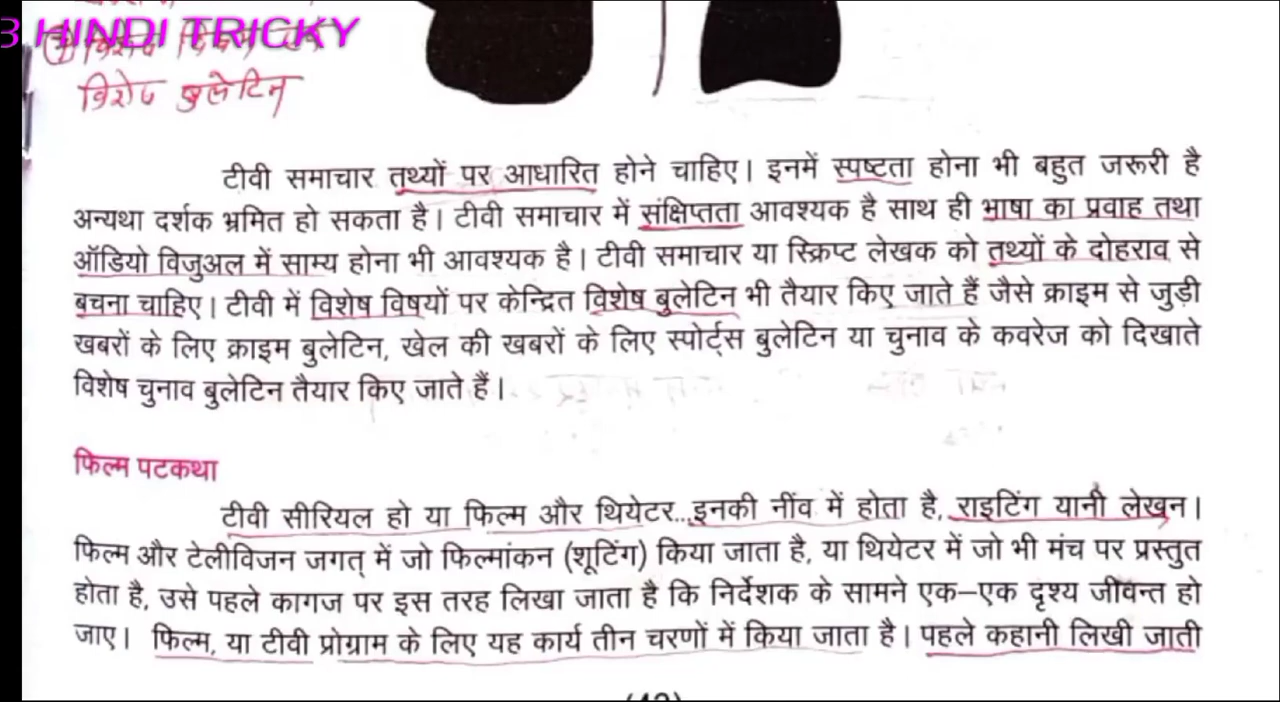 3 HINDI TRICKY
विशेष बुलेटिन
टीवी समाचार तथ्यों पर आधारित होने चाहिए। इनमें स्पष्टता होना भी बहुत जरूरी है
अन्यथा दर्शक भ्रमित हो सकता है। टीवी समाचार में संक्षिप्तता आवश्यक है साथ ही भाषा का प्रवाह तथा
ऑडियो विजुअल में साम्य होना भी आवश्यक है। टीवी समाचार या स्क्रिप्ट लेखक को तथ्यों के दोहराव से
बचना चाहिए। टीवी में विशेष विषयों पर केन्द्रित विशेष बुलेटिन भी तैयार किए जाते हैं जैसे क्राइम से जुड़ी
खबरों के लिए क्राइम बुलेटिन, खेल की खबरों के लिए स्पोर्ट्स बुलेटिन या चुनाव के कवरेज को दिखाते
विशेष चुनाव बुलेटिन तैयार किए जाते हैं।
फिल्म पटकथा
टीवी सीरियल हो या फिल्म और थियेटर...इनकी नींव में होता है, राइटिंग यानी लेखन।
फिल्म और टेलीविजन जगत् में जो फिल्मांकन (शूटिंग) किया जाता है, या थियेटर में जो भी मंच पर प्रस्तुत
होता है, उसे पहले कागज पर इस तरह लिखा जाता है कि निर्देशक के सामने एक–एक दृश्य जीवन्त हो
जाए। फिल्म, या टीवी प्रोग्राम के लिए यह कार्य तीन चरणों में किया जाता है। पहले कहानी लिखी जाती